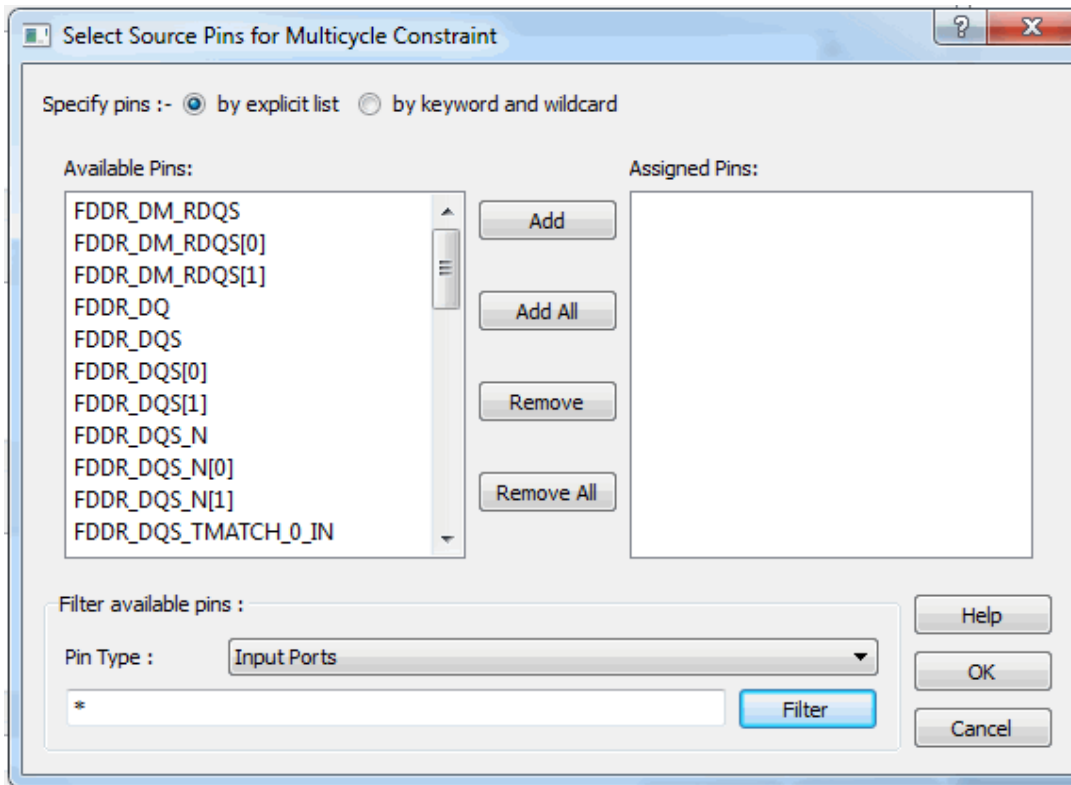 Select Source Pins for Multicycle Constraint
Specify pins :- by explicit list by keyword and wildcard
Available Pins:
Assigned Pins:
FDDR_DM_RDQS
FDDR_DM_RDQS[0]
FDDR_DM_RDQS[1]
FDDR_DQ
FDDR_DQS
FDDR_DQS[0]
FDDR_DQS[1]
FDDR_DQS_N
FDDR_DQS_N[0]
FDDR_DQS_N[1]
FDDR_DQS_TMATCH_0_IN
Add
Add All
Remove
Remove All
Filter available pins :
Pin Type : Input Ports
*
Filter
Help
OK
Cancel